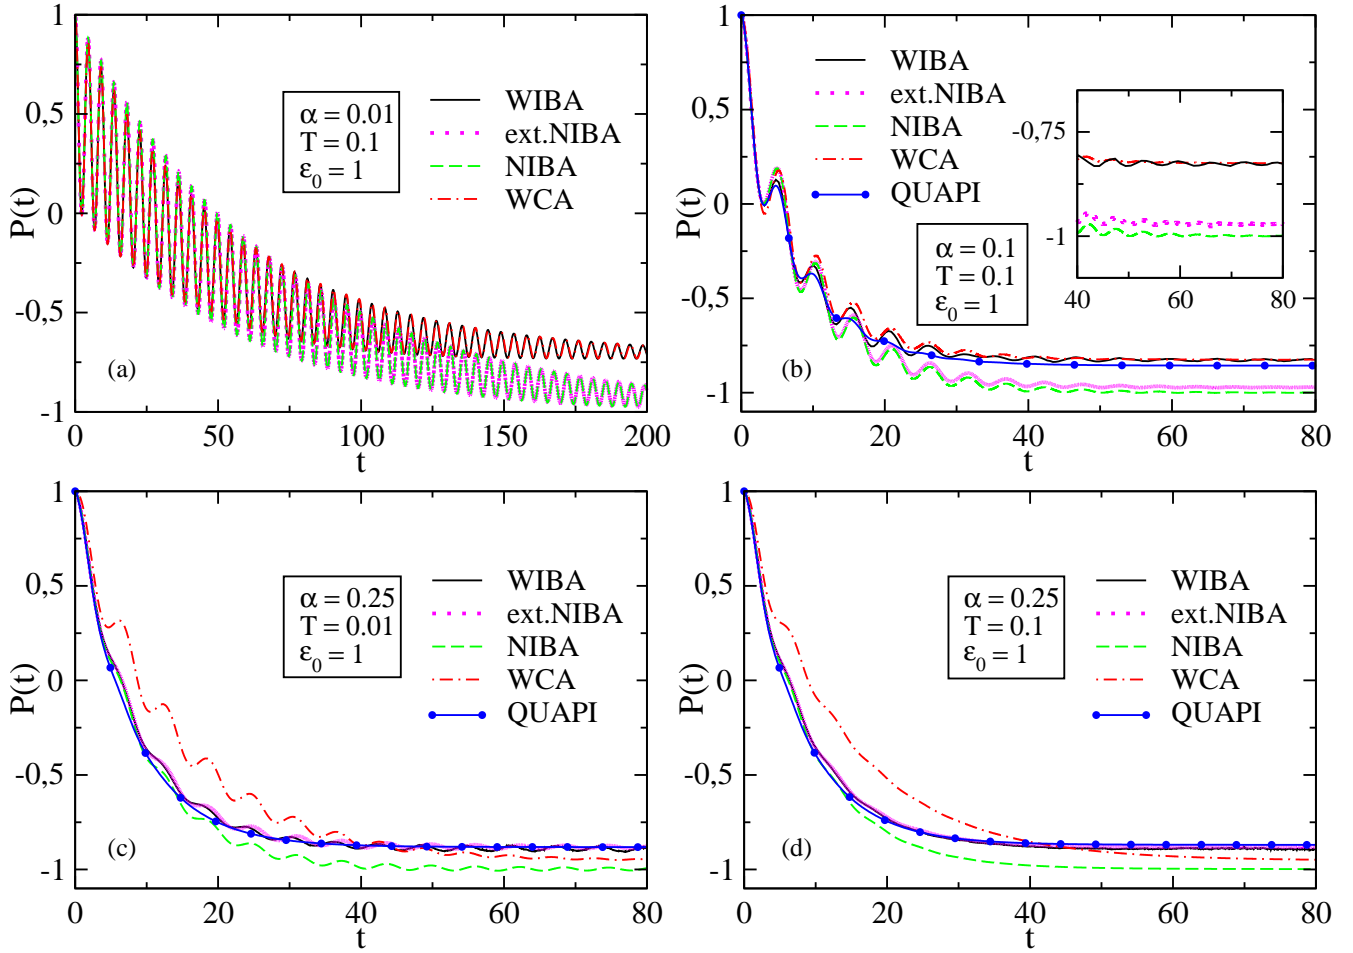 1
0,5
0
-0,5
-1
P(t)
α = 0.01
T = 0.1
ε₀ = 1
WIBA
ext.NIBA
NIBA
WCA
(a)
0 50 100 150 200
t
1
0,5
0
-0,5
-1
P(t)
WIBA
ext.NIBA
NIBA
WCA
QUAPI
α = 0.1
T = 0.1
ε₀ = 1
-0,75
-1
40 60 80
(b)
0 20 40 60 80
t
1
0,5
0
-0,5
-1
P(t)
α = 0.25
T = 0.01
ε₀ = 1
WIBA
ext.NIBA
NIBA
WCA
QUAPI
(c)
0 20 40 60 80
t
1
0,5
0
-0,5
-1
P(t)
α = 0.25
T = 0.1
ε₀ = 1
WIBA
ext.NIBA
NIBA
WCA
QUAPI
(d)
0 20 40 60 80
t